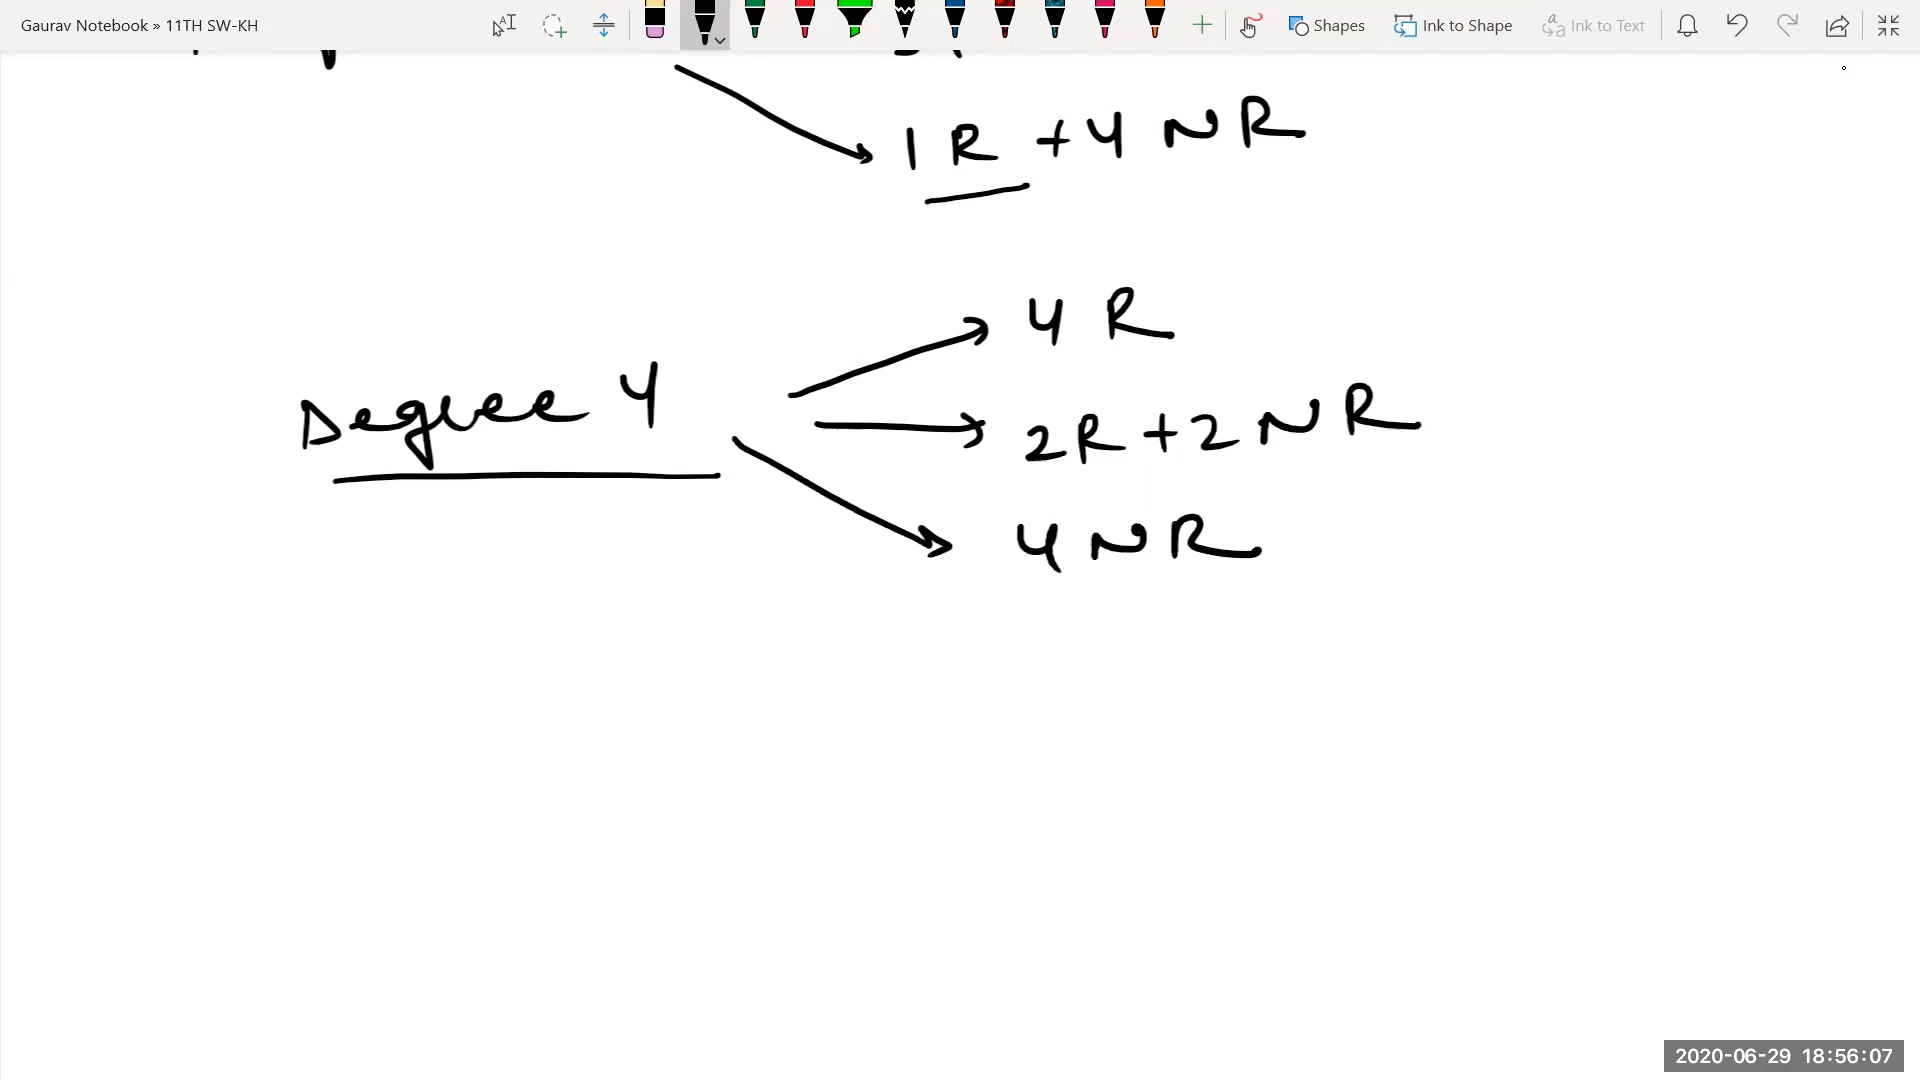 Gaurav Notebook » 11TH SW-KH
Shapes
Ink to Shape
Ink to Text
1R + 4 NR
4 R
Degree 4
2R + 2 NR
4 NR
2020-06-29 18:56:07